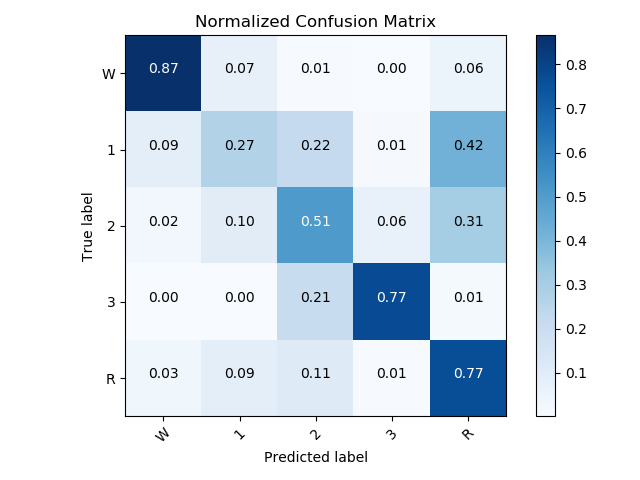 Normalized Confusion Matrix
W 0.87 0.07 0.01 0.00 0.06
1 0.09 0.27 0.22 0.01 0.42
2 0.02 0.10 0.51 0.06 0.31
3 0.00 0.00 0.21 0.77 0.01
R 0.03 0.09 0.11 0.01 0.77
W 1 2 3 R
Predicted label
True label
0.8
0.7
0.6
0.5
0.4
0.3
0.2
0.1